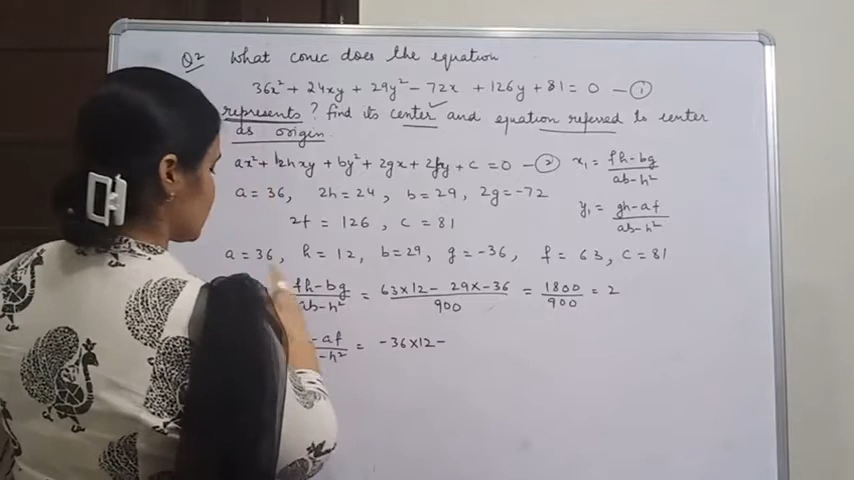 Q2 What conic does the equation
36x² + 24xy + 29y² - 72x + 126y + 81 = 0 - ①
represents ? find its center ✓ and equation referred to center
as origin
ax² + 2hxy + by² + 2gx + 2fy + c = 0 - ② x₁ = fh-bg / ab-h²
a = 36, 2h = 24, b = 29, 2g = -72 y₁ = gh-af / ab-h²
2f = 126, c = 81
a = 36, h = 12, b = 29, g = -36, f = 63, c = 81
fh-bg / ab-h² = 63×12 - 29×-36 / 900 = 1800 / 900 = 2
-af / -h² = -36×12-